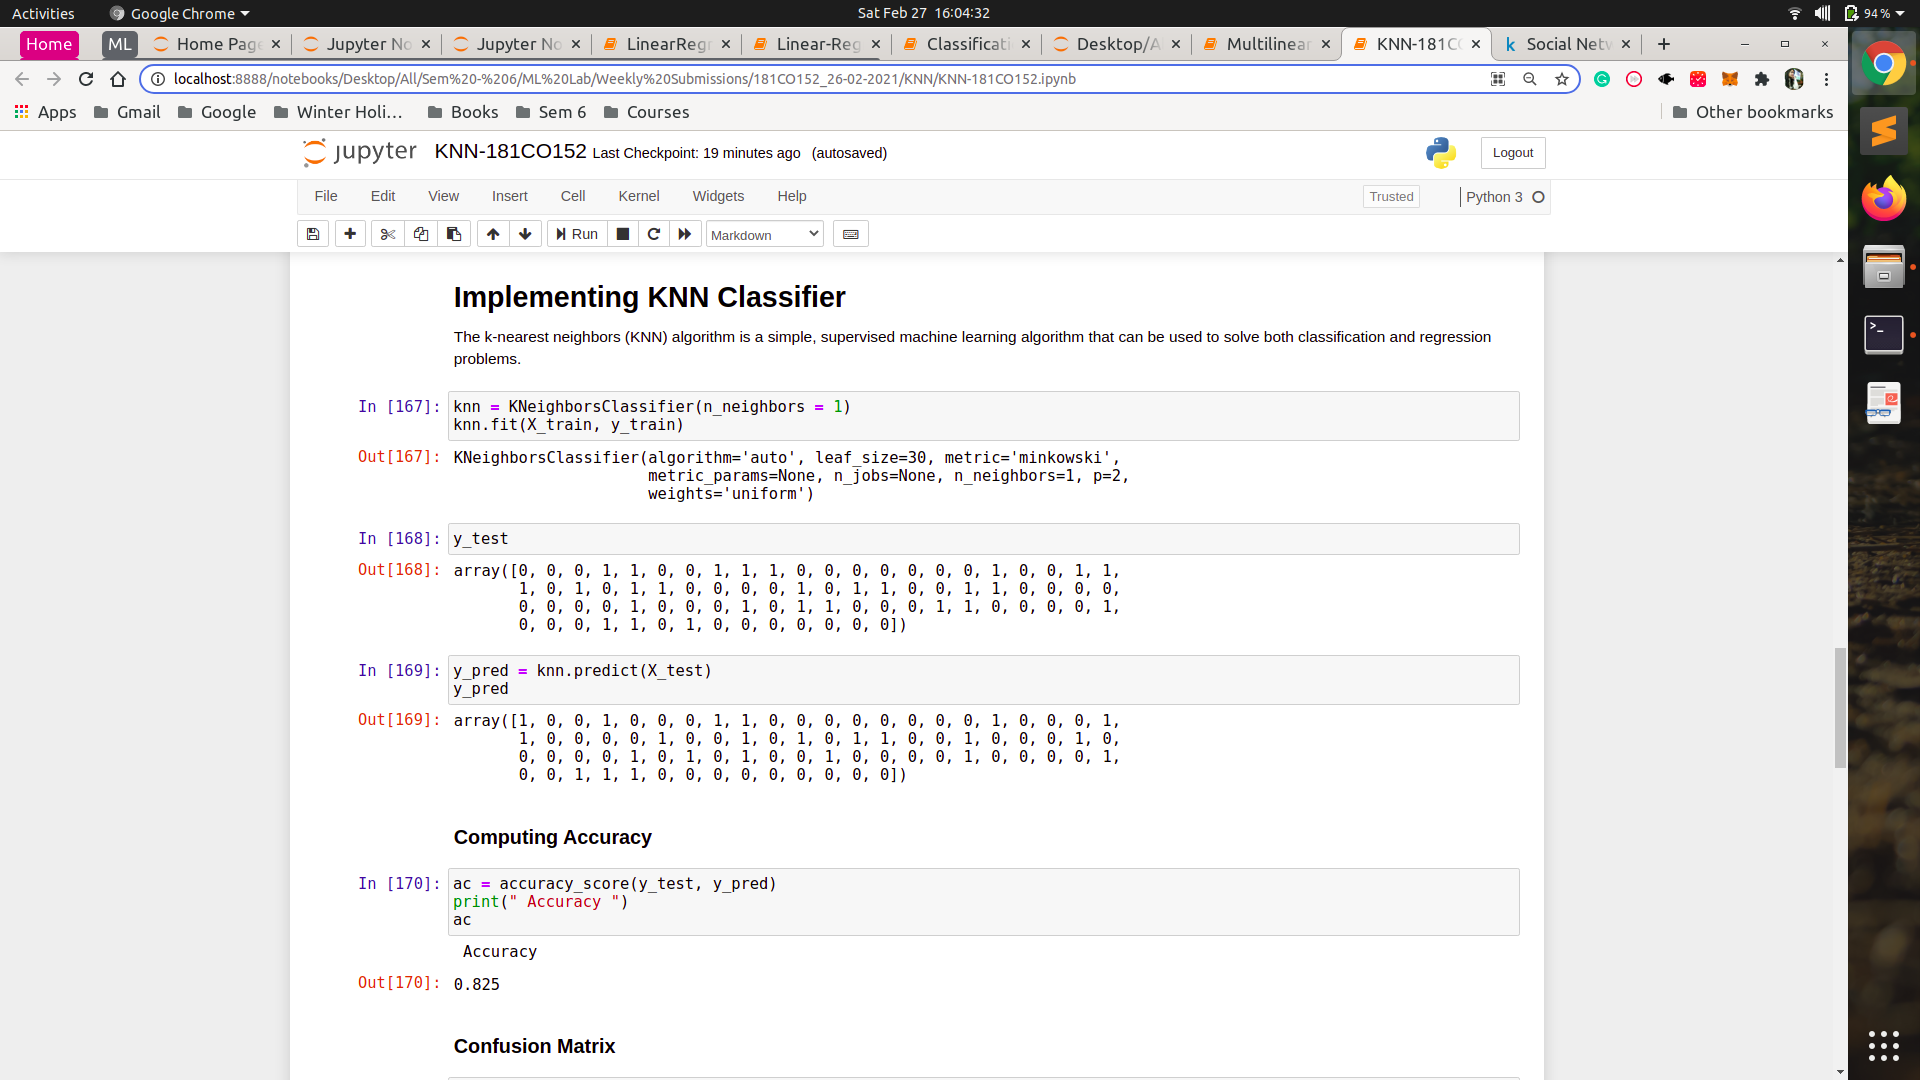 Activities
Google Chrome
Sat Feb 27 16:04:32
94 %
Home
ML
Home Page
Jupyter No
Jupyter No
LinearRegr
Linear-Reg
Classificati
Desktop/A
Multilinear
KNN-181CO
Social Netw
localhost:8888/notebooks/Desktop/All/Sem%20-%206/ML%20Lab/Weekly%20Submissions/181CO152_26-02-2021/KNN/KNN-181CO152.ipynb
Apps
Gmail
Google
Winter Holi...
Books
Sem 6
Courses
Other bookmarks
jupyter
KNN-181CO152 Last Checkpoint: 19 minutes ago (autosaved)
Logout
File
Edit
View
Insert
Cell
Kernel
Widgets
Help
Trusted
Python 3
Run
Markdown
Implementing KNN Classifier
The k-nearest neighbors (KNN) algorithm is a simple, supervised machine learning algorithm that can be used to solve both classification and regression
problems.
In [167]: knn = KNeighborsClassifier(n_neighbors = 1)
knn.fit(X_train, y_train)
Out[167]: KNeighborsClassifier(algorithm='auto', leaf_size=30, metric='minkowski',
metric_params=None, n_jobs=None, n_neighbors=1, p=2,
weights='uniform')
In [168]: y_test
Out[168]: array([0, 0, 0, 1, 1, 0, 0, 1, 1, 1, 0, 0, 0, 0, 0, 0, 0, 1, 0, 0, 1, 1,
1, 0, 1, 0, 1, 1, 0, 0, 0, 0, 1, 0, 1, 1, 0, 0, 1, 1, 0, 0, 0, 0,
0, 0, 0, 0, 1, 0, 0, 0, 1, 0, 1, 1, 0, 0, 0, 1, 1, 0, 0, 0, 0, 1,
0, 0, 0, 1, 1, 0, 1, 0, 0, 0, 0, 0, 0, 0])
In [169]: y_pred = knn.predict(X_test)
y_pred
Out[169]: array([1, 0, 0, 1, 0, 0, 0, 1, 1, 0, 0, 0, 0, 0, 0, 0, 0, 1, 0, 0, 0, 1,
1, 0, 0, 0, 0, 1, 0, 0, 1, 0, 1, 0, 1, 1, 0, 0, 1, 0, 0, 0, 1, 0,
0, 0, 0, 0, 1, 0, 1, 0, 1, 0, 0, 1, 0, 0, 0, 0, 1, 0, 0, 0, 0, 1,
0, 0, 1, 1, 1, 0, 0, 0, 0, 0, 0, 0, 0, 0])
Computing Accuracy
In [170]: ac = accuracy_score(y_test, y_pred)
print(" Accuracy ")
ac
Accuracy
Out[170]: 0.825
Confusion Matrix